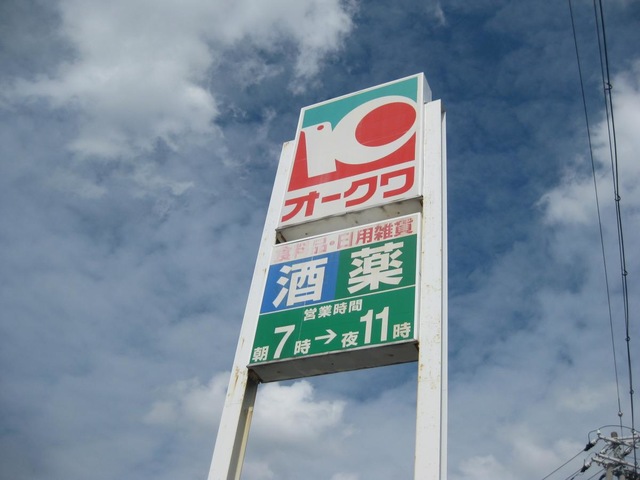 オークワ
食料品・日用雑貨
酒 薬
営業時間
朝7時→夜11時